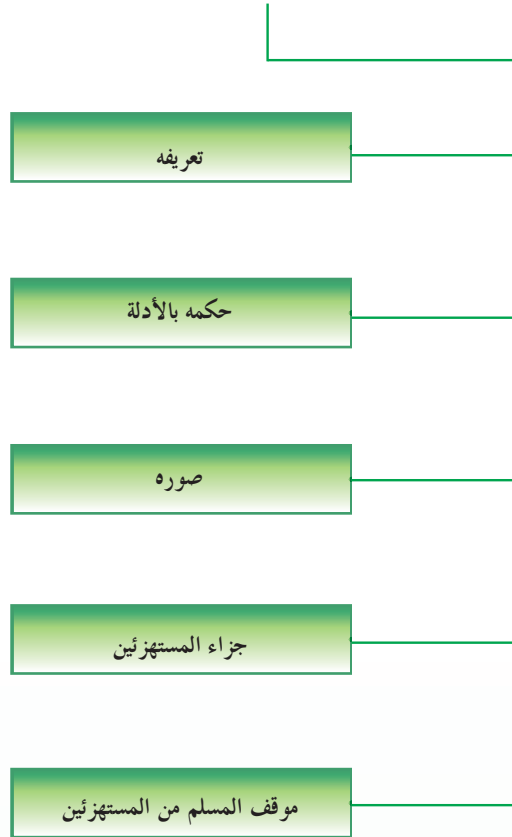 تعريفه
حكمه بالأدلة
صوره
جزاء المستهزئين
موقف المسلم من المستهزئين